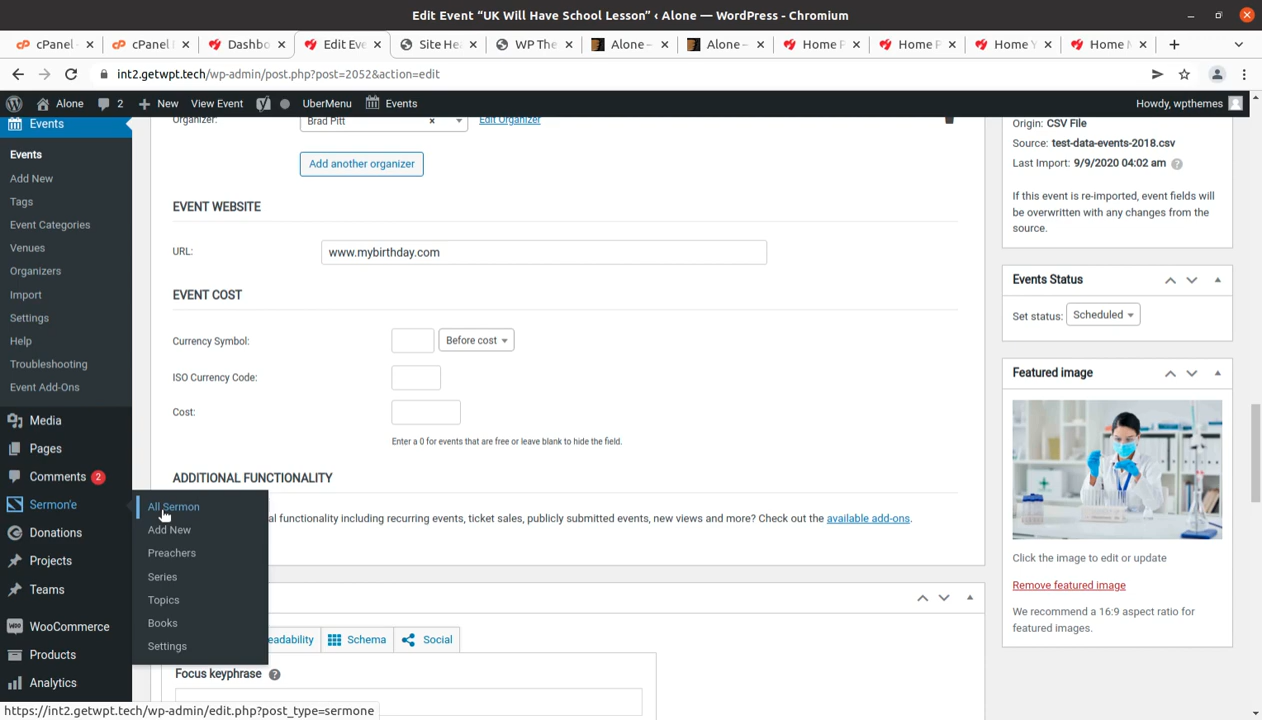 Edit Event “UK Will Have School Lesson” ‹ Alone — WordPress - Chromium
cPanel
cPanel
Dashbo
Edit Eve
Site He
WP The
Alone –
Alone –
Home P
Home P
Home Y
Home M
int2.getwpt.tech/wp-admin/post.php?post=2052&action=edit
Alone
2
New
View Event
UberMenu
Events
Howdy, wpthemes
Events
Events
Add New
Tags
Event Categories
Venues
Organizers
Import
Settings
Help
Troubleshooting
Event Add-Ons
Media
Pages
Comments 2
Sermon'e
Donations
Projects
Teams
WooCommerce
Products
Analytics
All Sermon
Add New
Preachers
Series
Topics
Books
Settings
Organizer:
Brad Pitt
Edit Organizer
Add another organizer
EVENT WEBSITE
URL:
www.mybirthday.com
EVENT COST
Currency Symbol:
Before cost
ISO Currency Code:
Cost:
Enter a 0 for events that are free or leave blank to hide the field.
ADDITIONAL FUNCTIONALITY
al functionality including recurring events, ticket sales, publicly submitted events, new views and more? Check out the available add-ons.
eadability
Schema
Social
Focus keyphrase
Origin: CSV File
Source: test-data-events-2018.csv
Last Import: 9/9/2020 04:02 am
If this event is re-imported, event fields will
be overwritten with any changes from the
source.
Events Status
Set status: Scheduled
Featured image
Click the image to edit or update
Remove featured image
We recommend a 16:9 aspect ratio for
featured images.
https://int2.getwpt.tech/wp-admin/edit.php?post_type=sermone